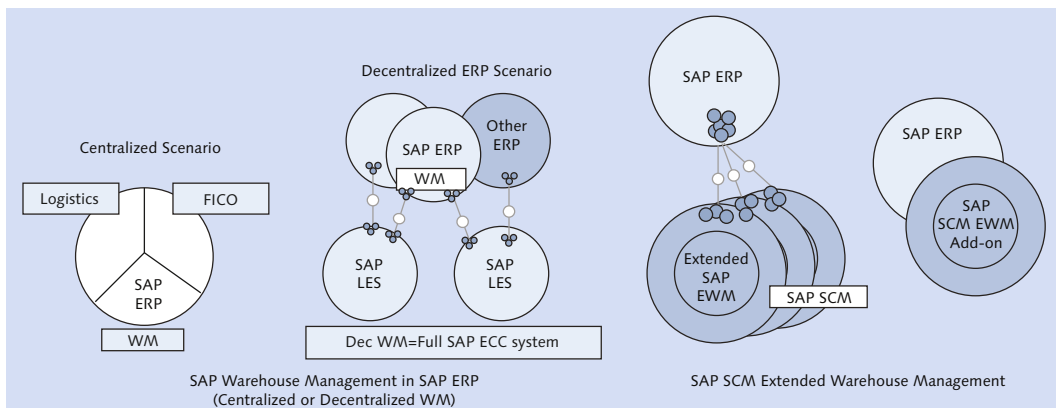 Centralized Scenario
Logistics
FICO
SAP
ERP
WM
Decentralized ERP Scenario
SAP ERP
WM
Other
ERP
SAP
LES
SAP
LES
Dec WM=Full SAP ECC system
SAP Warehouse Management in SAP ERP
(Centralized or Decentralized WM)
SAP ERP
Extended
SAP
EWM
SAP SCM
SAP ERP
SAP
SCM EWM
Add-on
SAP SCM Extended Warehouse Management